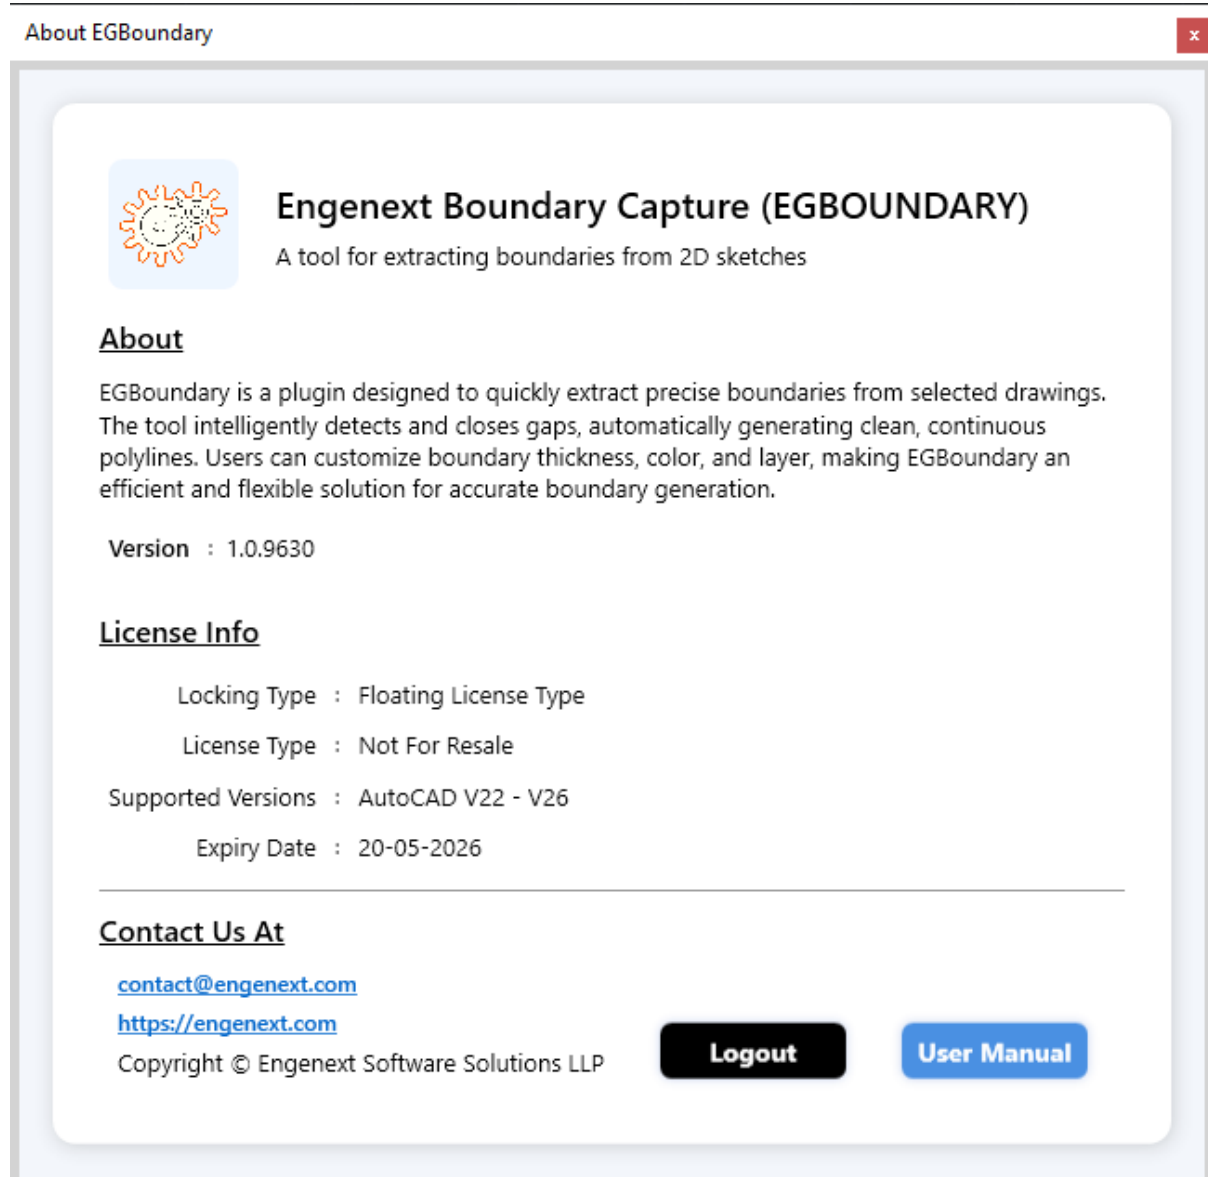 About EGBoundary
x
Engenext Boundary Capture (EGBOUNDARY)
A tool for extracting boundaries from 2D sketches
About
EGBoundary is a plugin designed to quickly extract precise boundaries from selected drawings.
The tool intelligently detects and closes gaps, automatically generating clean, continuous
polylines. Users can customize boundary thickness, color, and layer, making EGBoundary an
efficient and flexible solution for accurate boundary generation.
Version : 1.0.9630
License Info
Locking Type : Floating License Type
License Type : Not For Resale
Supported Versions : AutoCAD V22 - V26
Expiry Date : 20-05-2026
Contact Us At
contact@engenext.com
https://engenext.com
Copyright © Engenext Software Solutions LLP
Logout
User Manual